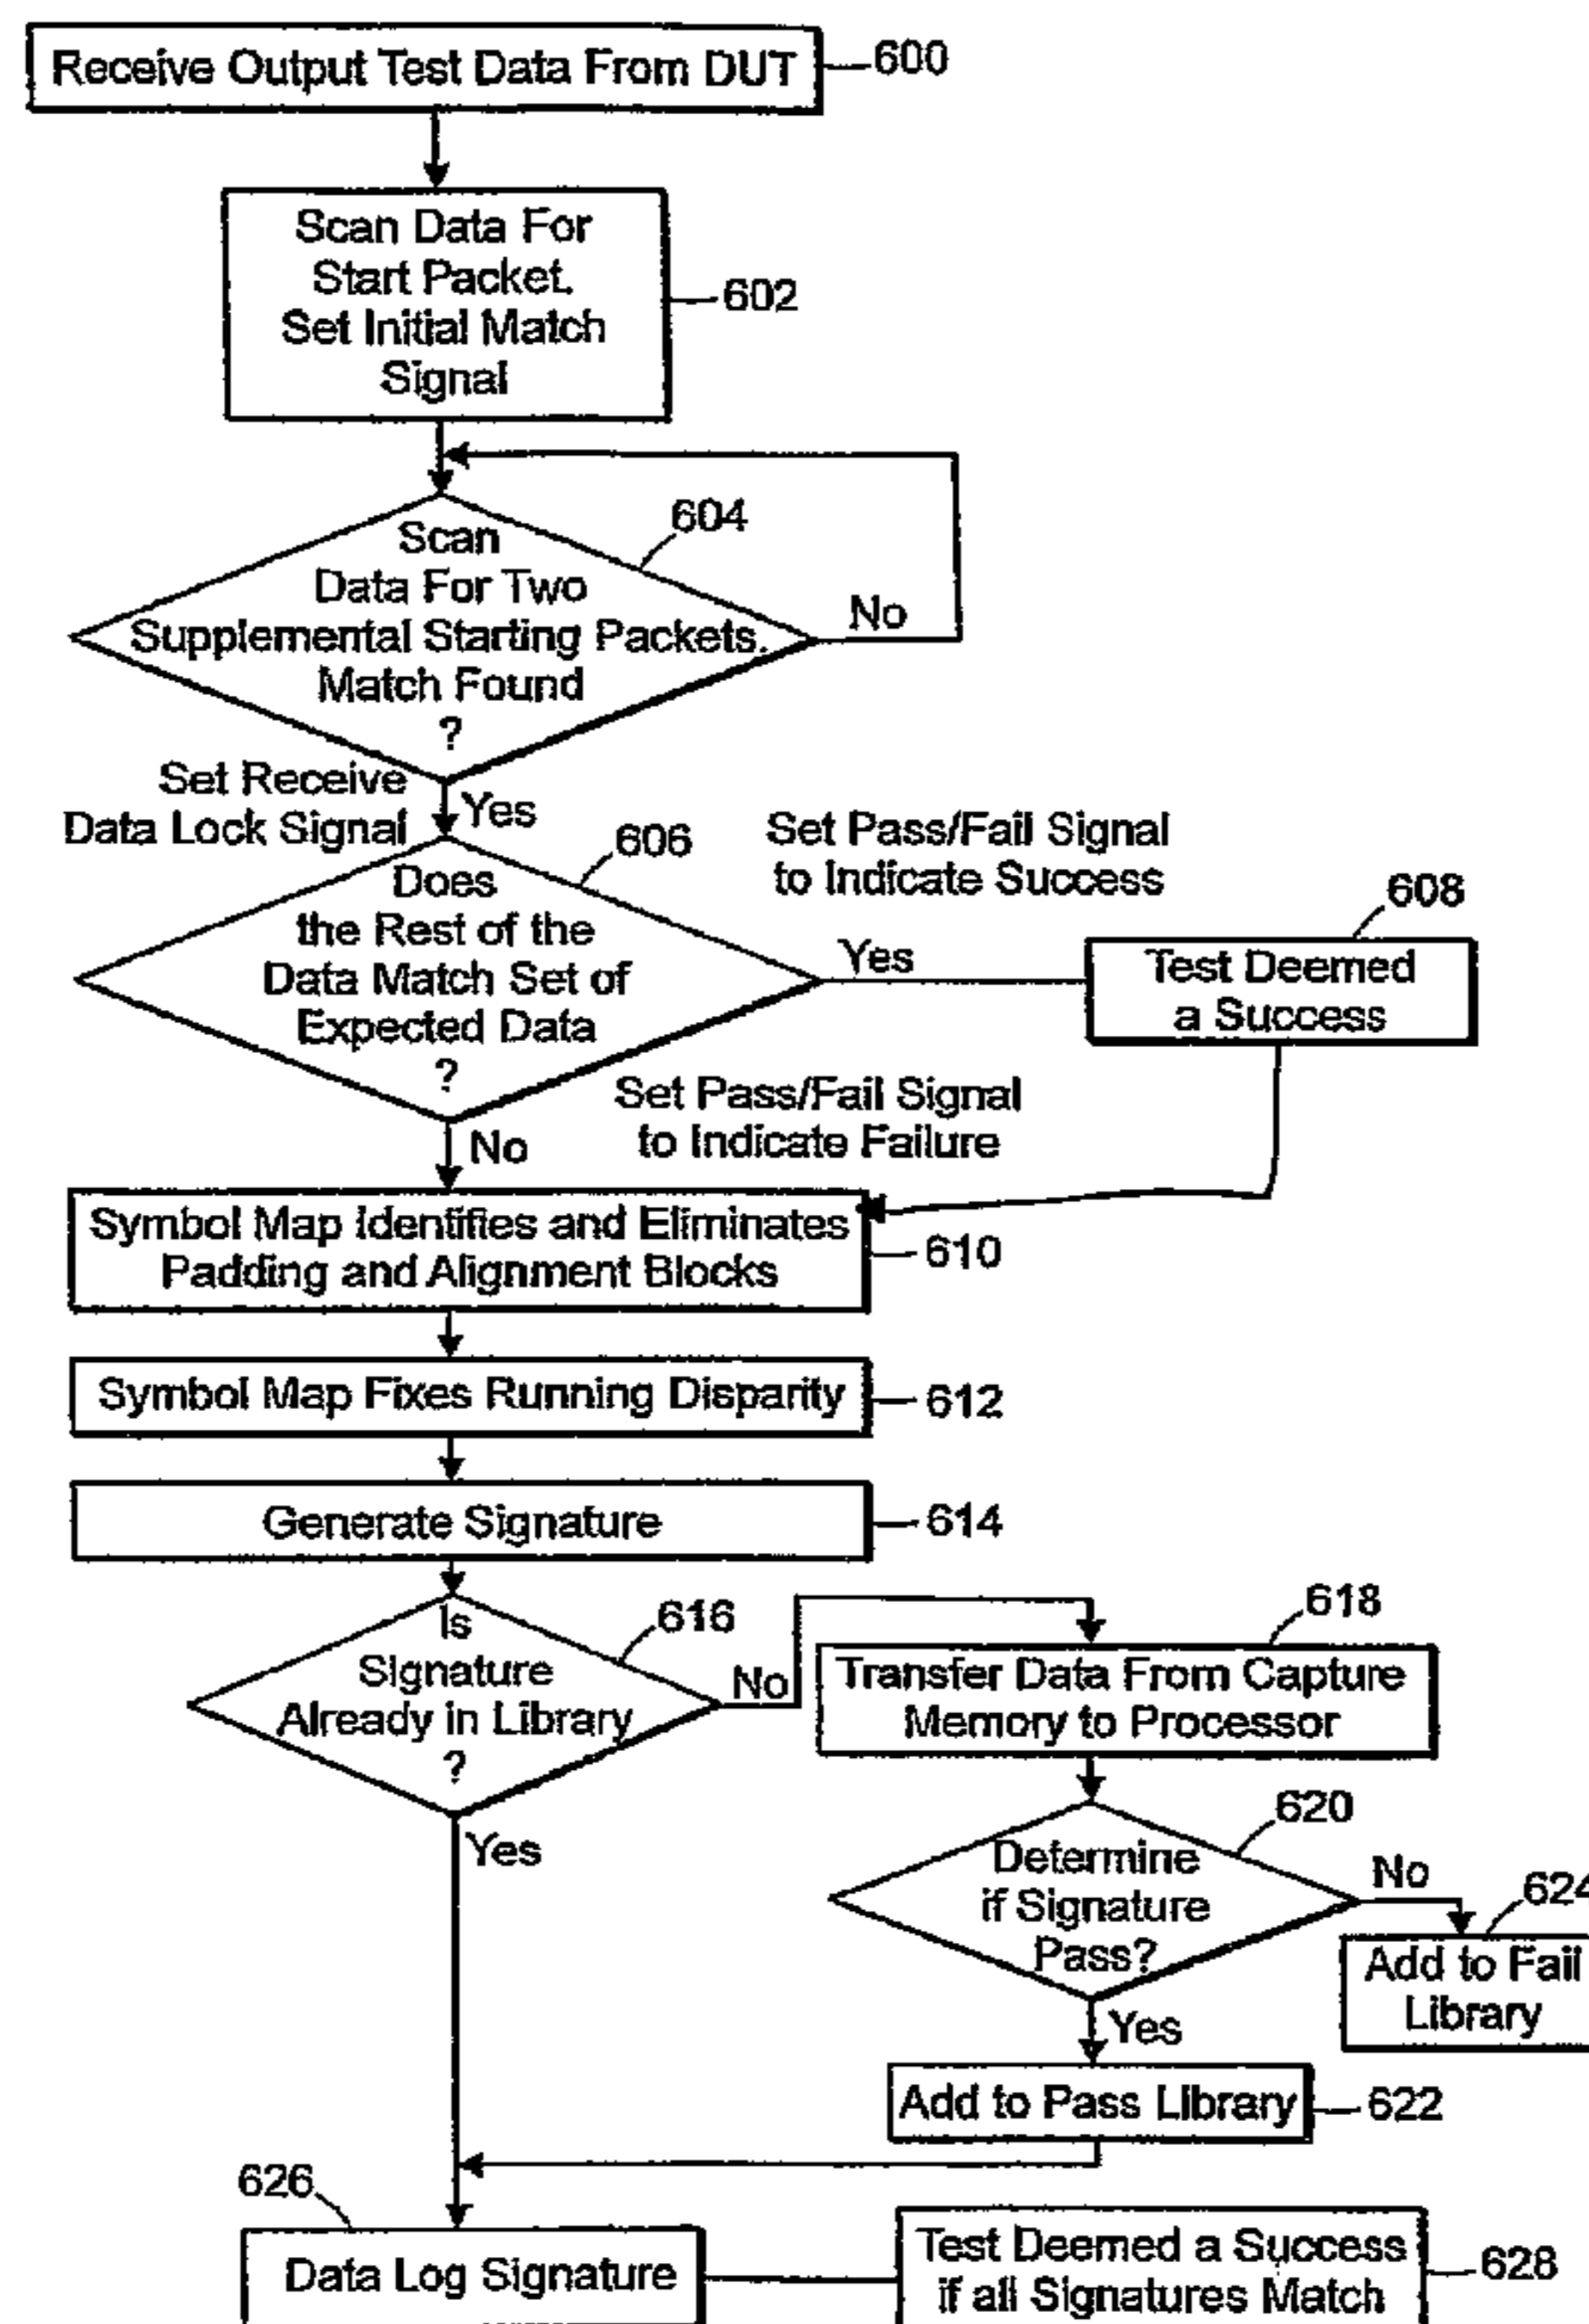 Receive Output Test Data From DUT
600
Scan Data For
Start Packet.
Set Initial Match
Signal
602
Scan
Data For Two
Supplemental Starting Packets.
Match Found
?
604
No
Set Receive
Data Lock Signal
Yes
Does
the Rest of the
Data Match Set of
Expected Data
?
606
Yes
Set Pass/Fail Signal
to Indicate Success
608
Test Deemed
a Success
No
Set Pass/Fail Signal
to Indicate Failure
Symbol Map Identifies and Eliminates
Padding and Alignment Blocks
610
Symbol Map Fixes Running Disparity
612
Generate Signature
614
Is
Signature
Already in Library
?
616
No
618
Transfer Data From Capture
Memory to Processor
Yes
Determine
if Signature
Pass?
620
No
624
Add to Fail
Library
Yes
Add to Pass Library
622
626
Data Log Signature
Test Deemed a Success
if all Signatures Match
628